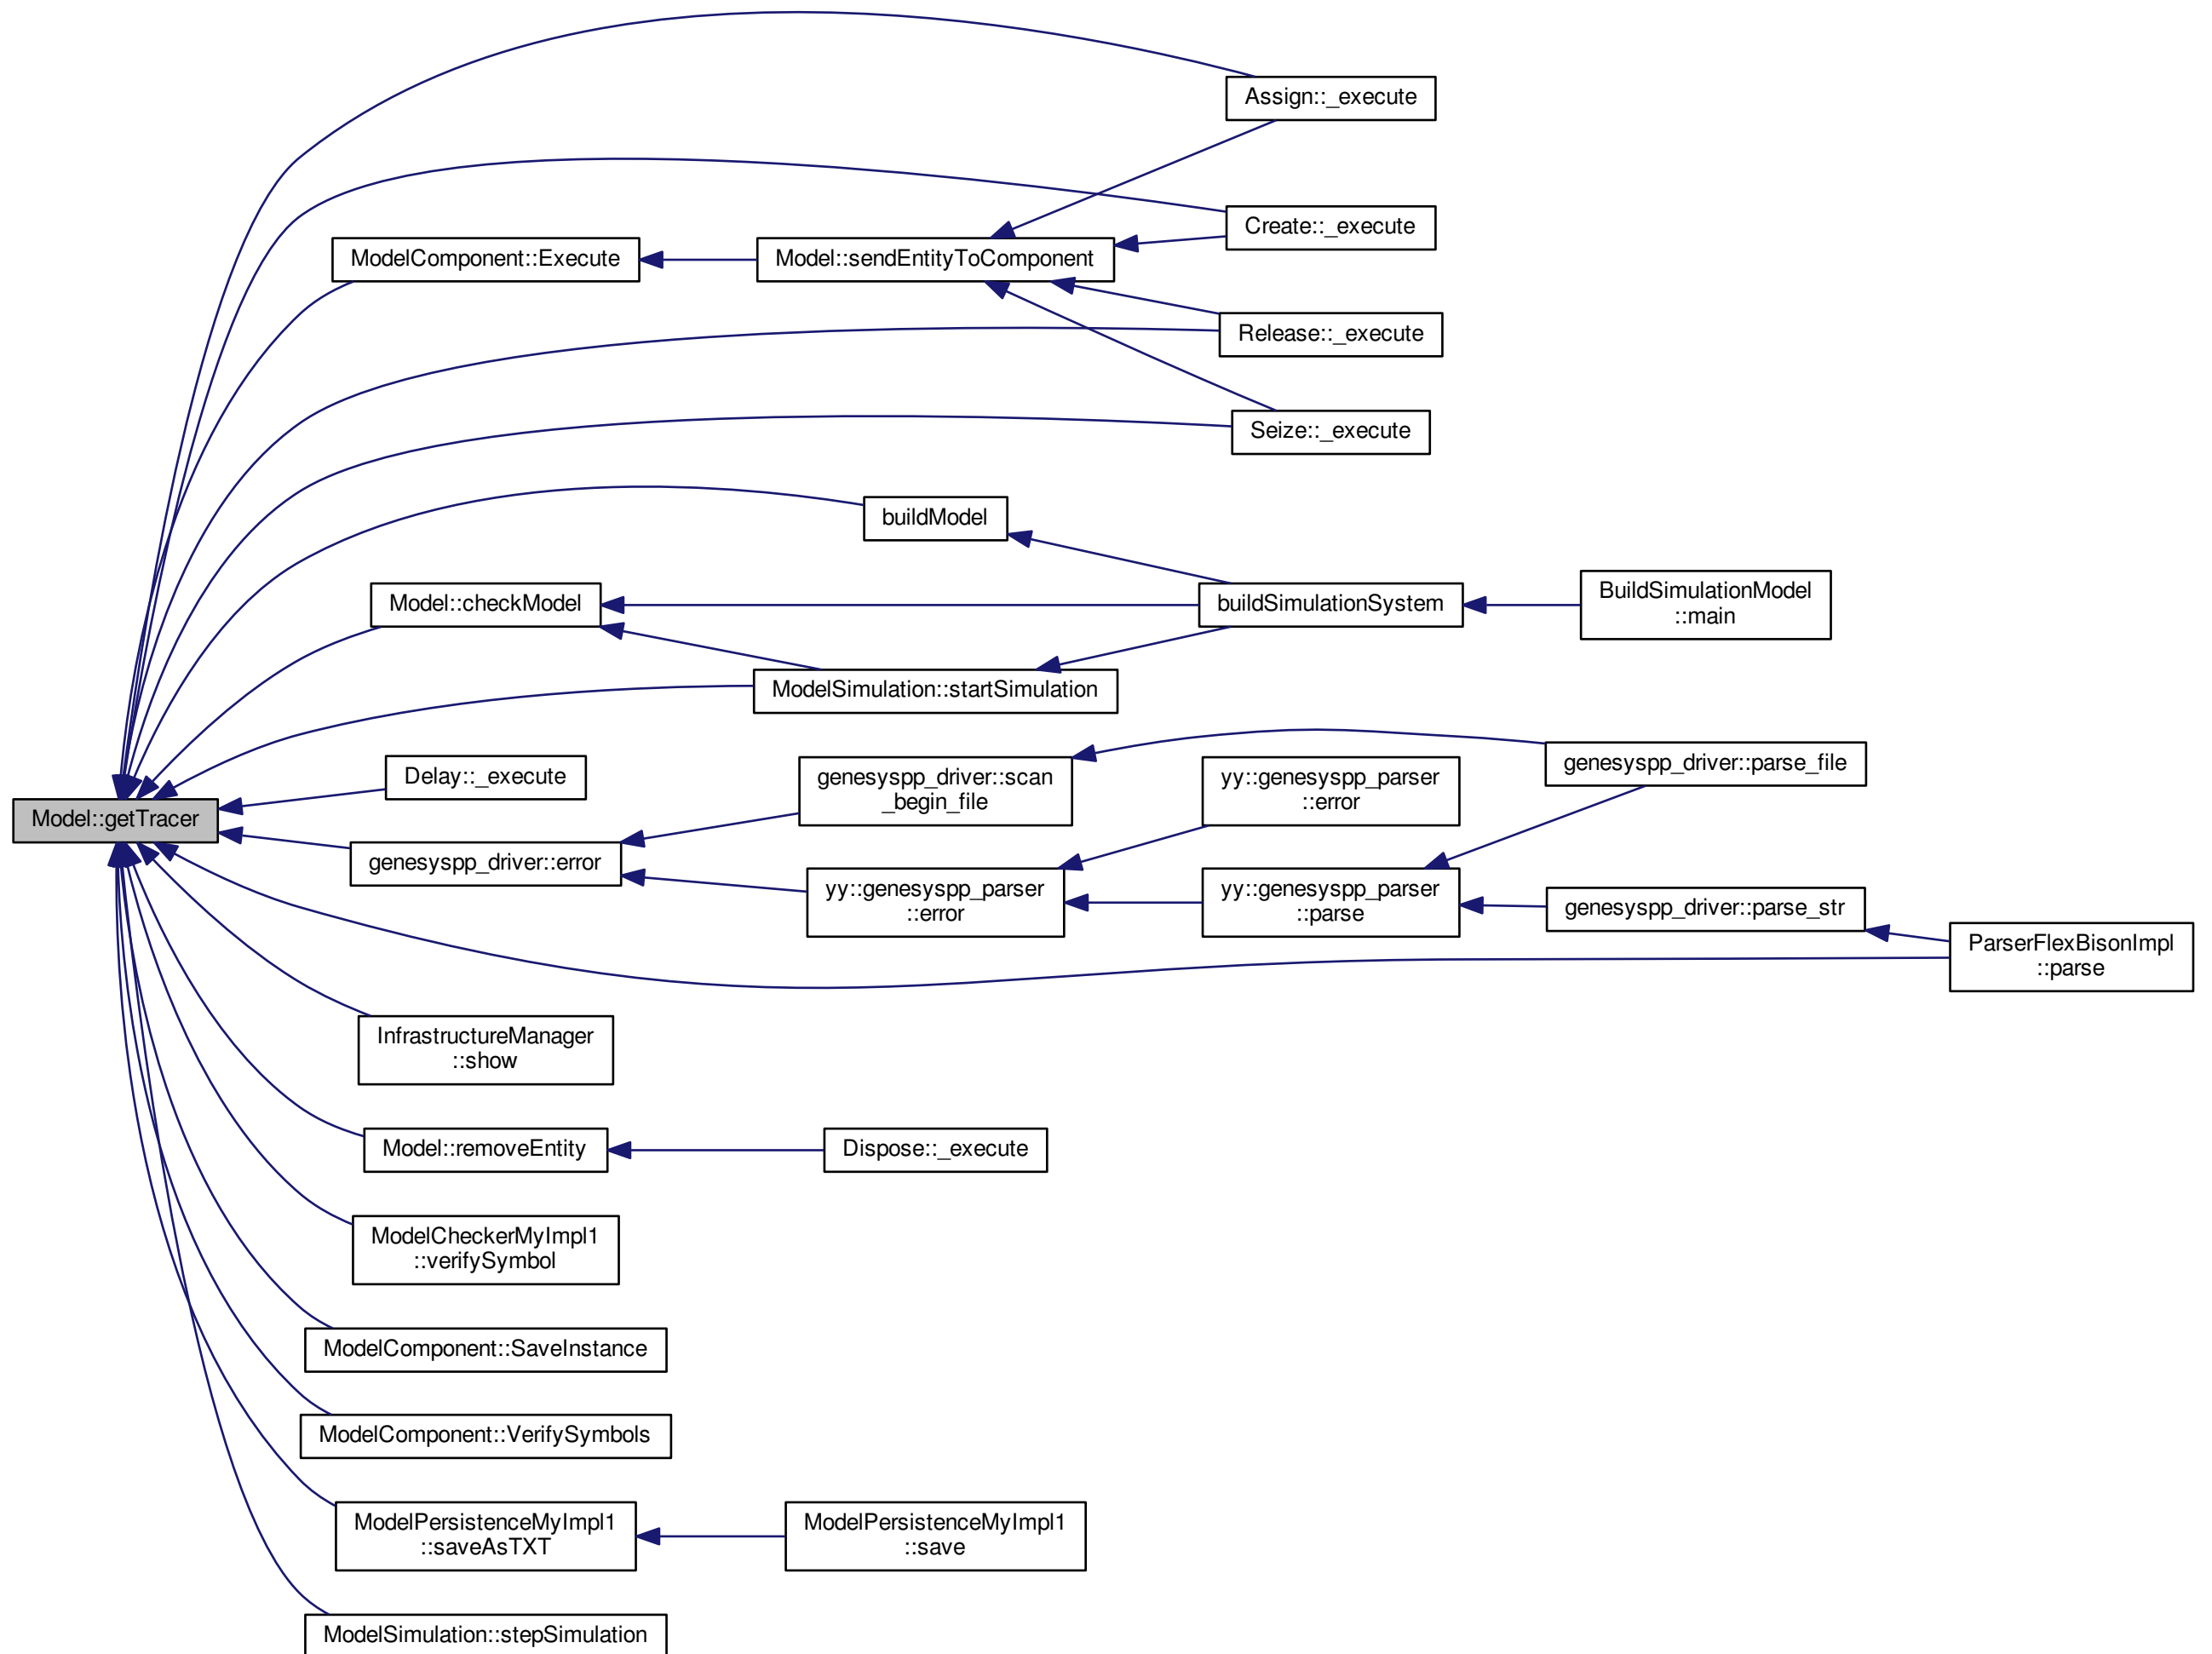 Assign::_execute
Create::_execute
ModelComponent::Execute
Model::sendEntityToComponent
Release::_execute
Seize::_execute
buildModel
Model::checkModel
buildSimulationSystem
BuildSimulationModel
::main
ModelSimulation::startSimulation
Delay::_execute
genesyspp_driver::scan
_begin_file
yy::genesyspp_parser
::error
genesyspp_driver::parse_file
Model::getTracer
genesyspp_driver::error
yy::genesyspp_parser
::error
yy::genesyspp_parser
::parse
genesyspp_driver::parse_str
ParserFlexBisonImpl
::parse
InfrastructureManager
::show
Model::removeEntity
Dispose::_execute
ModelCheckerMyImpl1
::verifySymbol
ModelComponent::SaveInstance
ModelComponent::VerifySymbols
ModelPersistenceMyImpl1
::saveAsTXT
ModelPersistenceMyImpl1
::save
ModelSimulation::stepSimulation